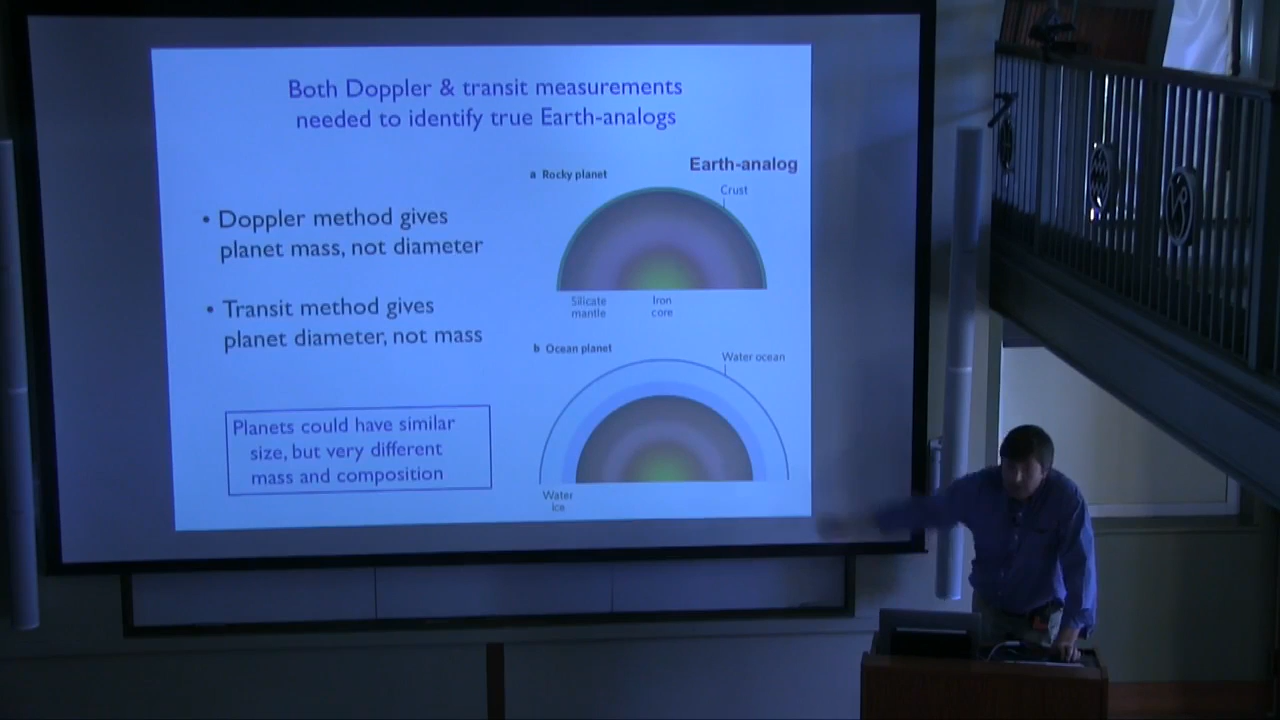 Both Doppler & transit measurements
needed to identify true Earth-analogs
• Doppler method gives
planet mass, not diameter
• Transit method gives
planet diameter, not mass
Planets could have similar
size, but very different
mass and composition
Earth-analog
a Rocky planet
Crust
Silicate
mantle
Iron
core
b Ocean planet
Water ocean
Water
ice